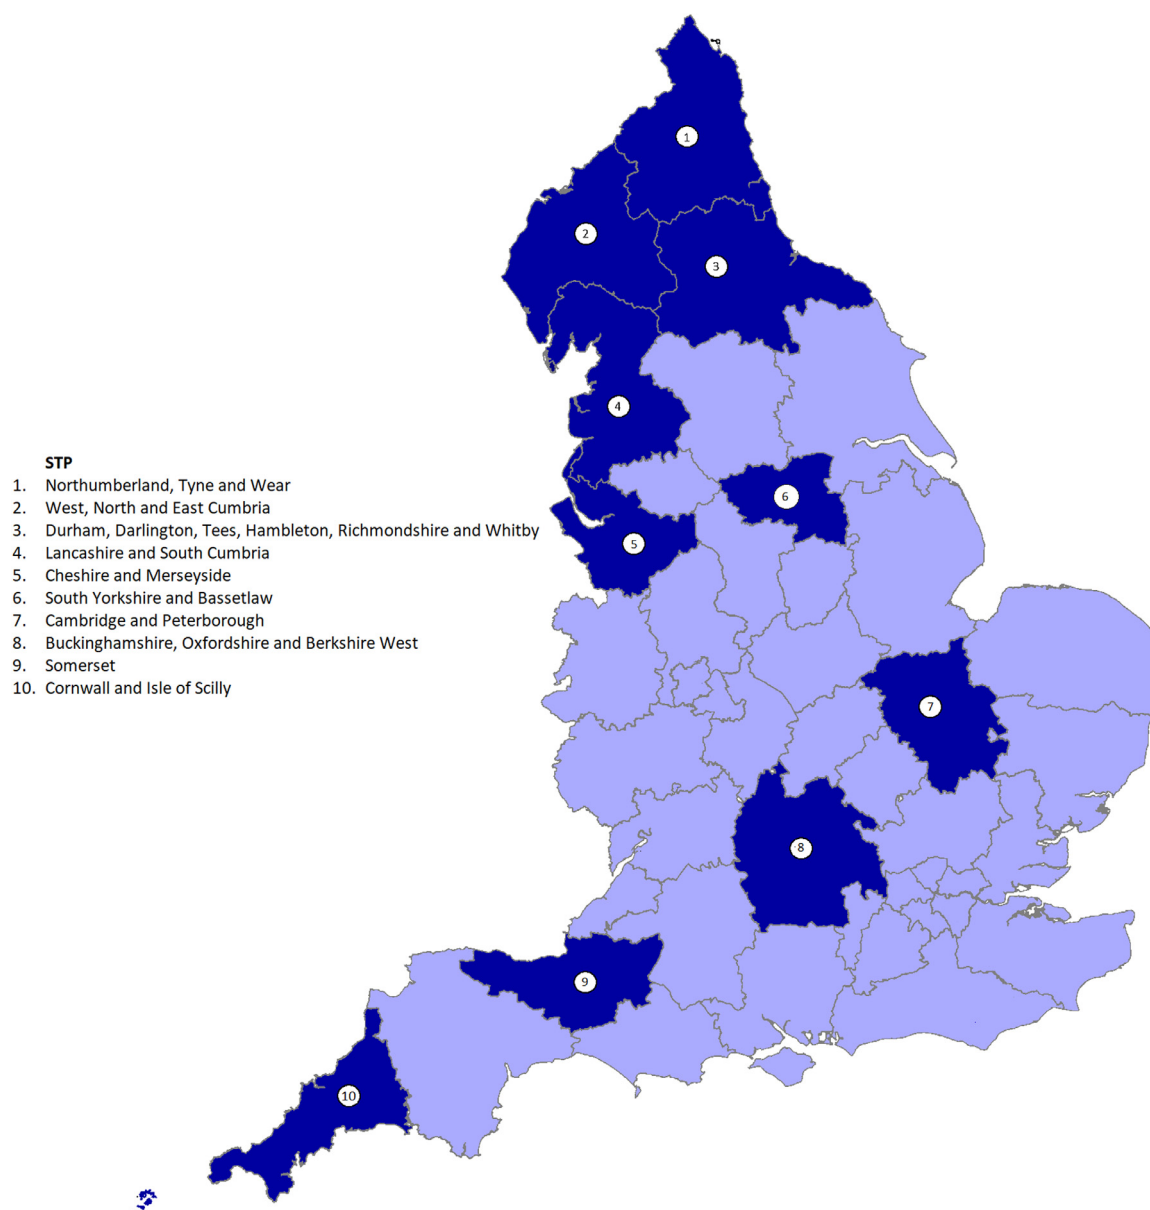 STP
1. Northumberland, Tyne and Wear
2. West, North and East Cumbria
3. Durham, Darlington, Tees, Hambleton, Richmondshire and Whitby
4. Lancashire and South Cumbria
5. Cheshire and Merseyside
6. South Yorkshire and Bassetlaw
7. Cambridge and Peterborough
8. Buckinghamshire, Oxfordshire and Berkshire West
9. Somerset
10. Cornwall and Isle of Scilly
1
2
3
4
6
5
7
8
9
10